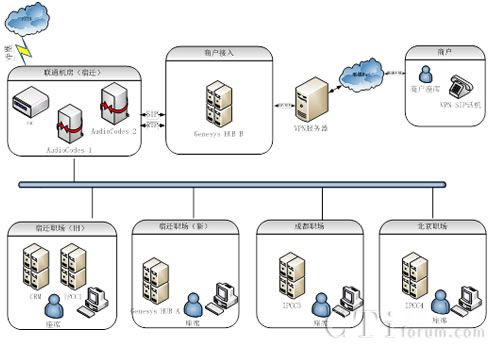 中继
联通机房（宿迁）
AudioCodes 1
AudioCodes 2
SIP
RTP
商户接入
Genesys HUB B
VPN服务器
商户
商户座席
VPN-SIP话机
宿迁职场（旧）
CRM
IPCC1
座席
宿迁职场（新）
Genesys HUB A
座席
成都职场
IPCC3
座席
北京职场
IPCC4
座席
CTiforum.com